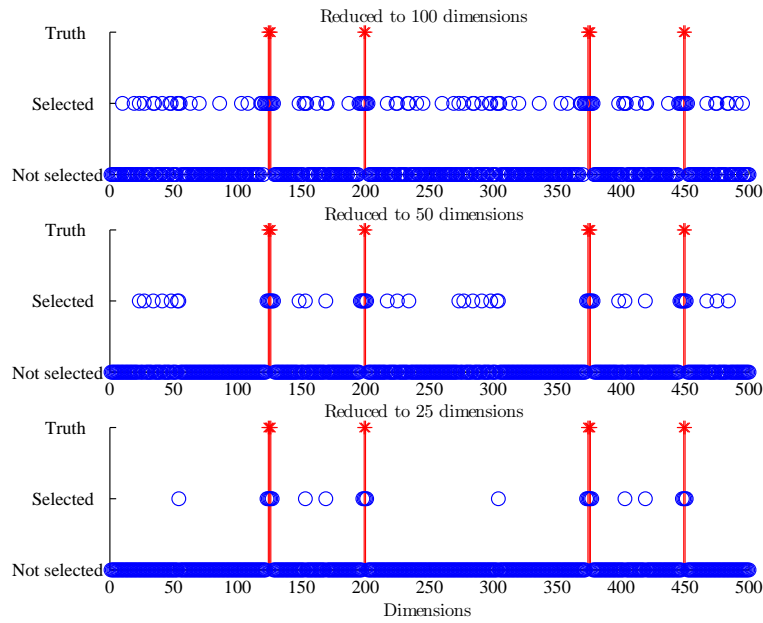 Reduced to 100 dimensions
Truth
Selected
Not selected
0 50 100 150 200 250 300 350 400 450 500
Reduced to 50 dimensions
Truth
Selected
Not selected
0 50 100 150 200 250 300 350 400 450 500
Reduced to 25 dimensions
Truth
Selected
Not selected
0 50 100 150 200 250 300 350 400 450 500
Dimensions